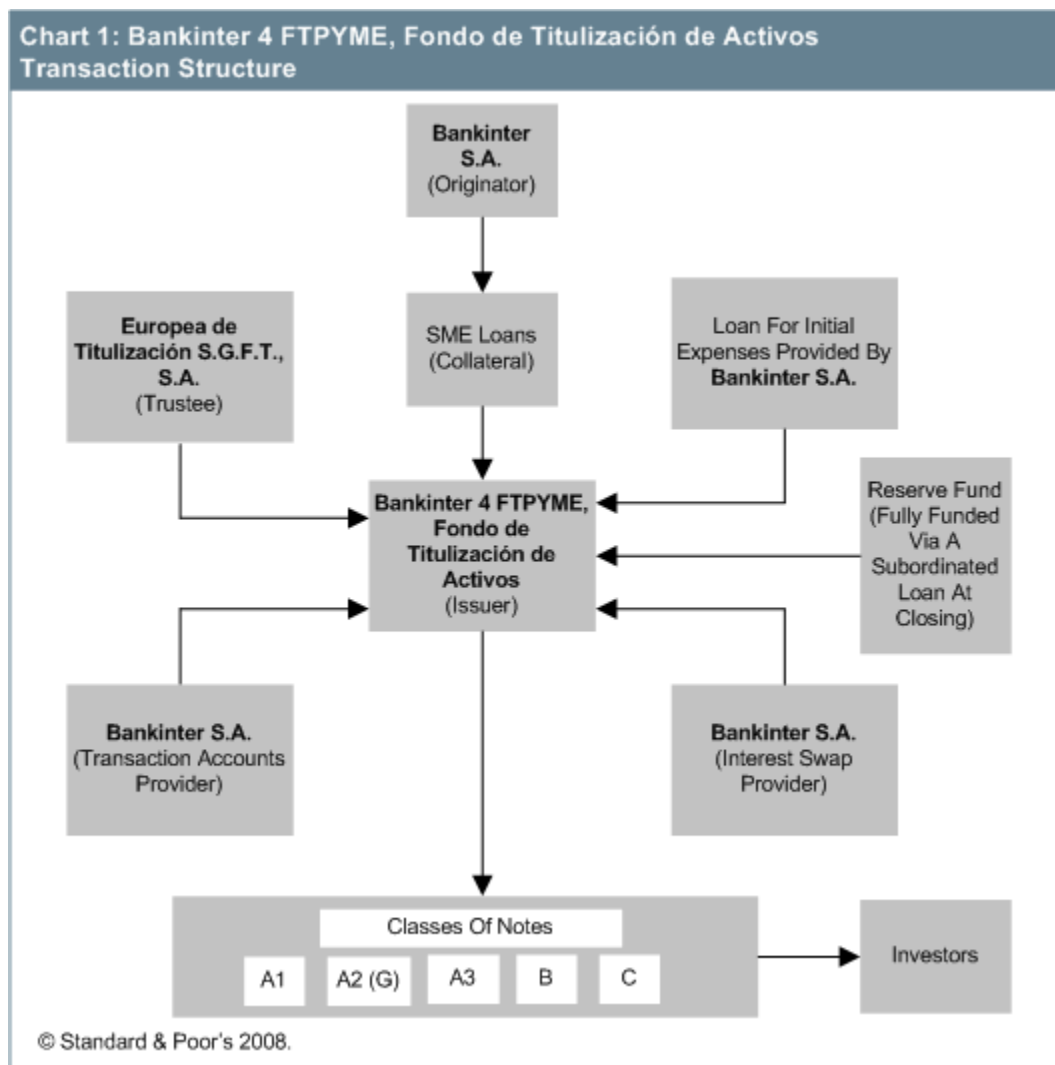 Chart 1: Bankinter 4 FTPYME, Fondo de Titulización de Activos
Transaction Structure
Bankinter
S.A.
(Originator)
Europea de
Titulización S.G.F.T.,
S.A.
(Trustee)
SME Loans
(Collateral)
Loan For Initial
Expenses Provided By
Bankinter S.A.
Bankinter 4 FTPYME,
Fondo de
Titulización de
Activos
(Issuer)
Reserve Fund
(Fully Funded
Via A
Subordinated
Loan At
Closing)
Bankinter S.A.
(Transaction Accounts
Provider)
Bankinter S.A.
(Interest Swap
Provider)
Classes Of Notes
A1 A2 (G) A3 B C
Investors
© Standard & Poor's 2008.